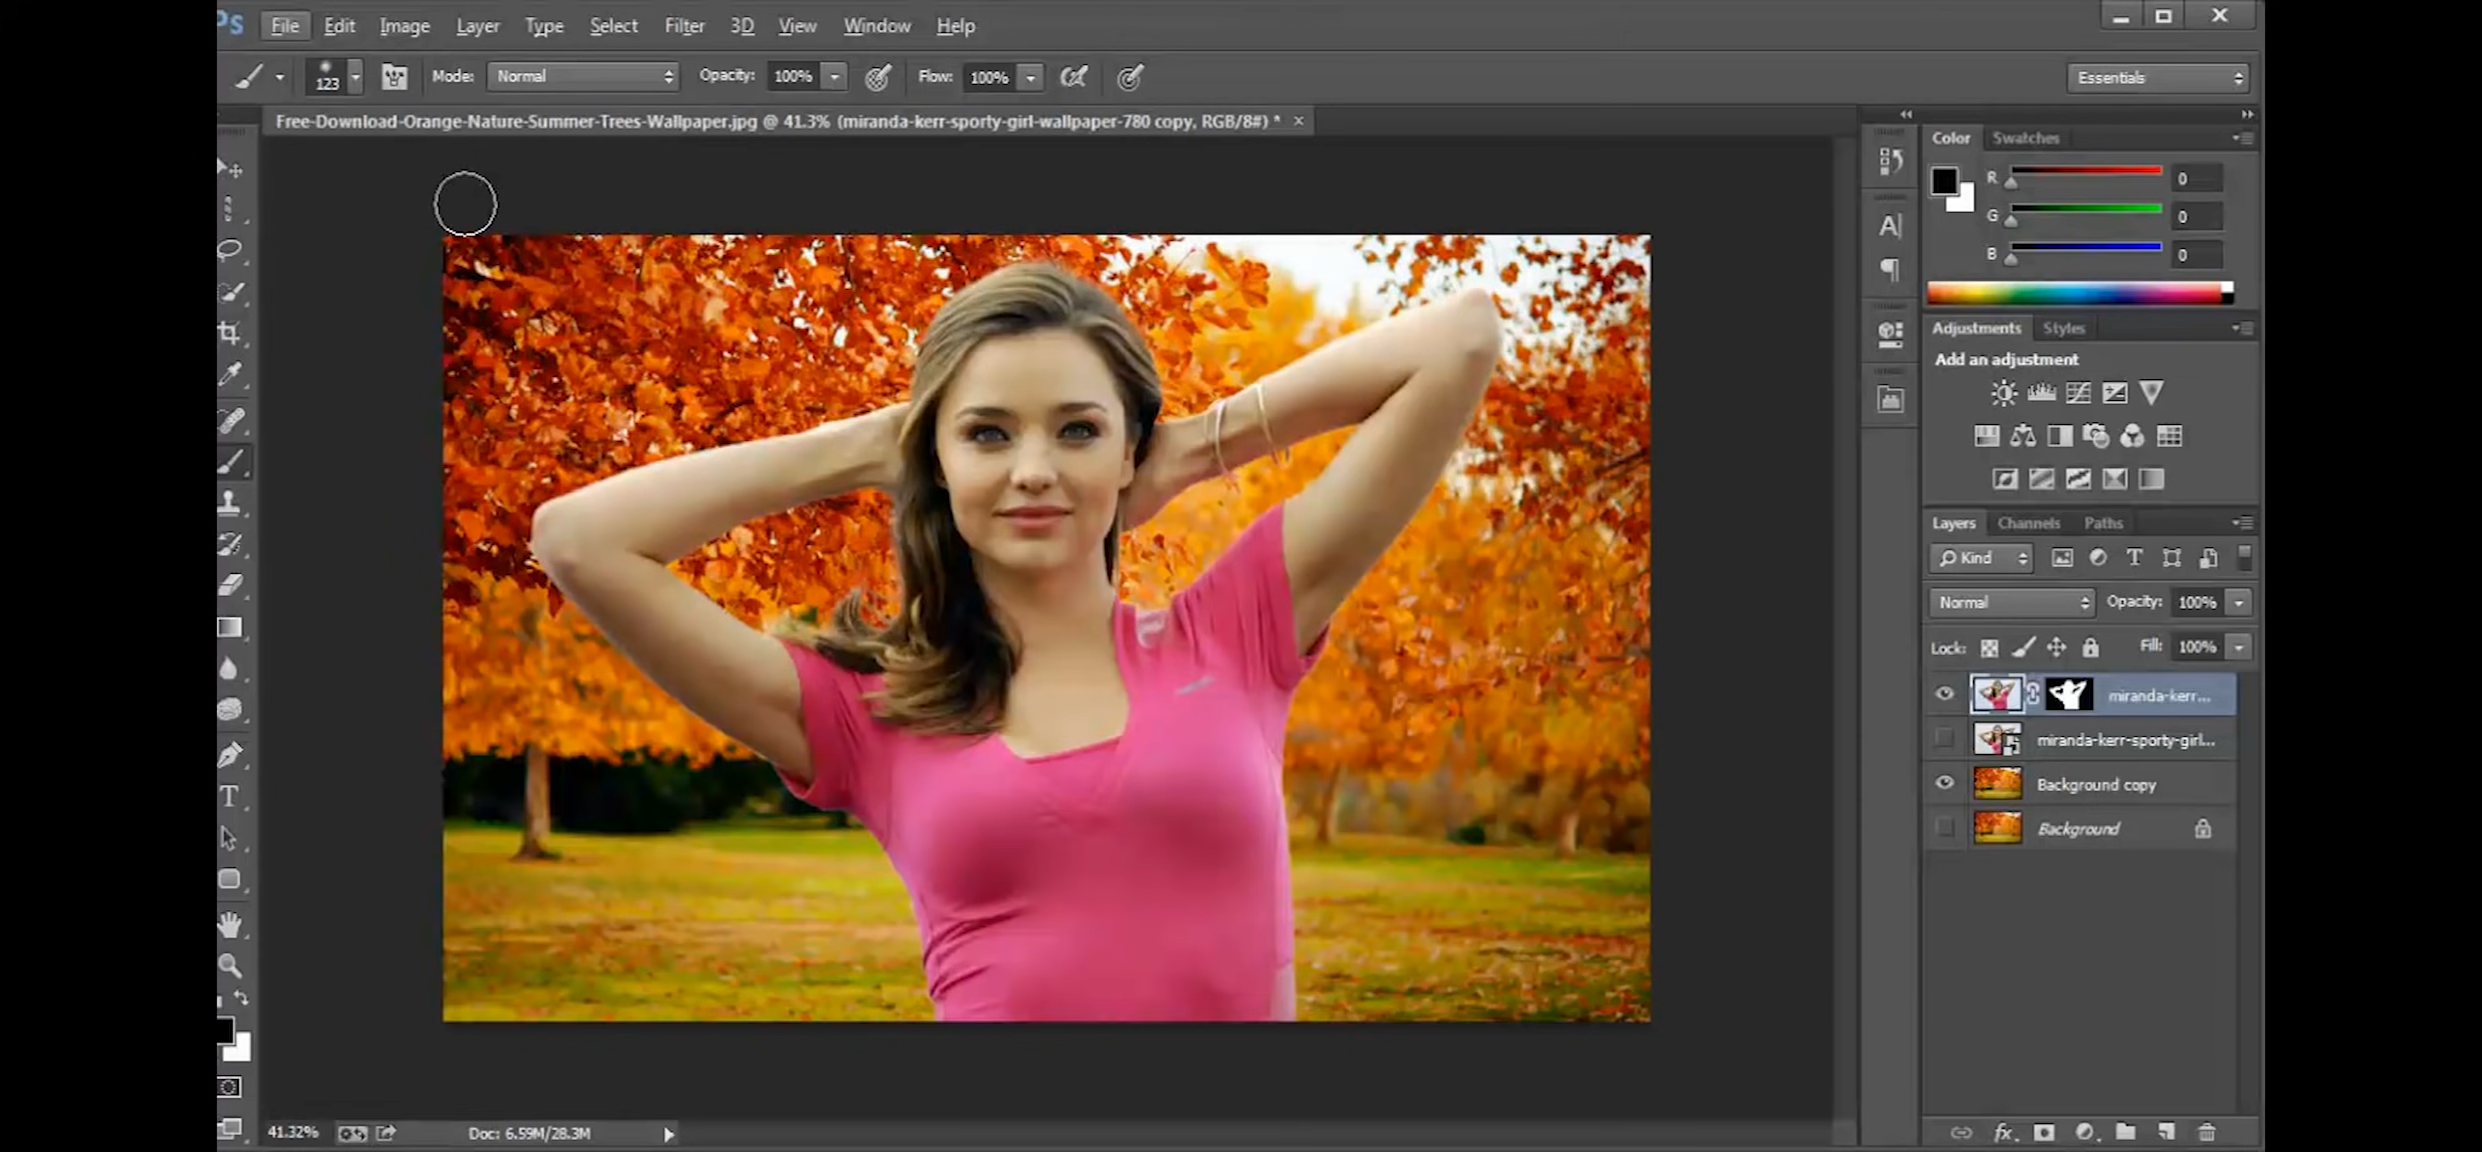 PS File Edit Image Layer Type Select Filter 3D View Window Help
123 Mode: Normal Opacity: 100% Flow: 100% Essentials
Free-Download-Orange-Nature-Summer-Trees-Wallpaper.jpg @ 41.3% (miranda-kerr-sporty-girl-wallpaper-780 copy, RGB/8#) * ×
Color Swatches
R 0
G 0
B 0
Adjustments Styles
Add an adjustment
Layers Channels Paths
Kind
Normal Opacity: 100%
Lock: Fill: 100%
miranda-kerr...
miranda-kerr-sporty-girl...
Background copy
Background
41.32% Doc: 6.59M/28.3M